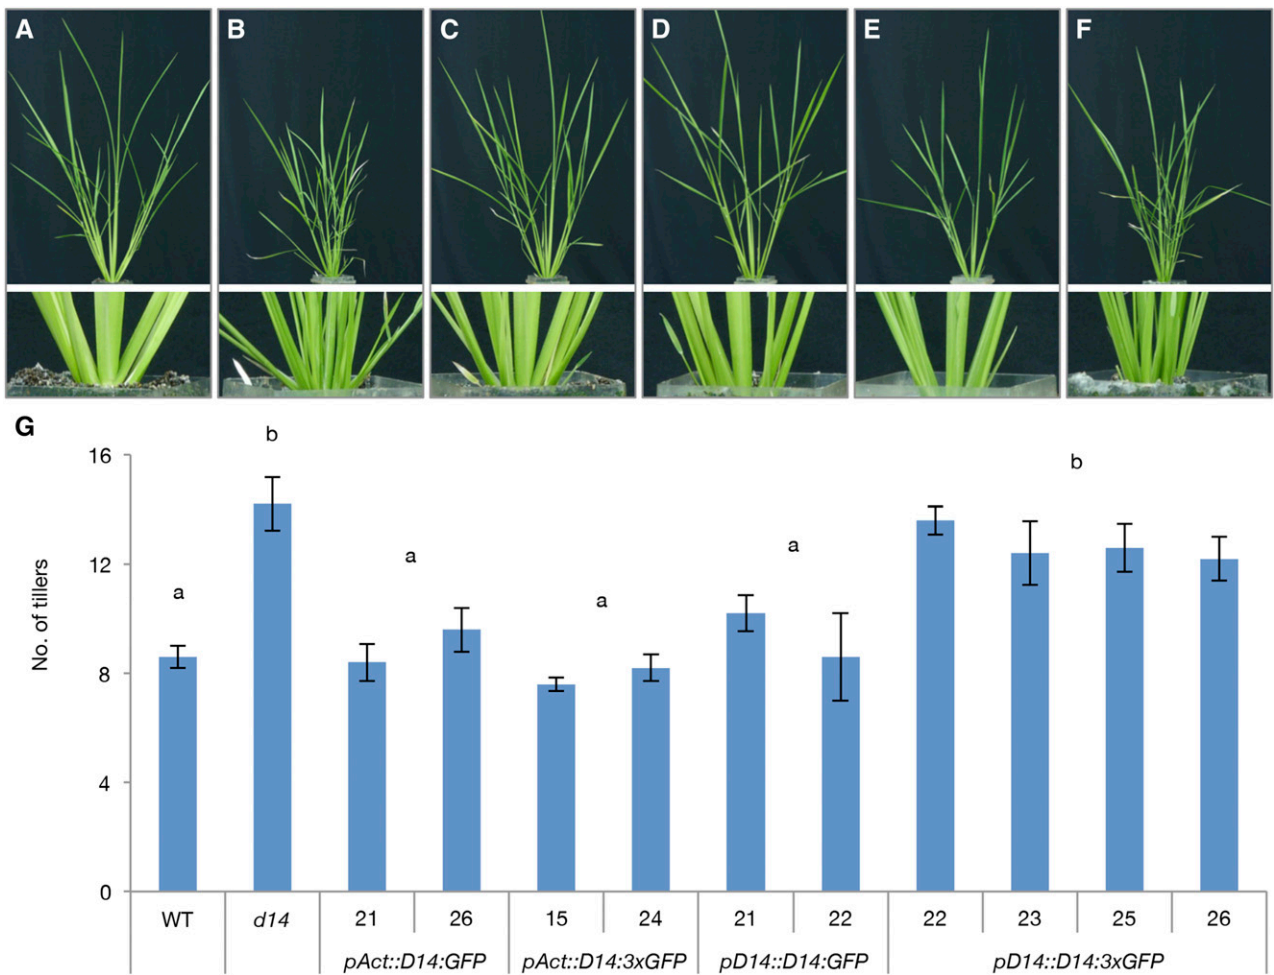 A B C D E F
G
b
16
b
a
12
a
a
a
No. of tillers
8
4
0
WT d14 21 26 15 24 21 22 22 23 25 26
pAct::D14:GFP pAct::D14:3xGFP pD14::D14:GFP pD14::D14:3xGFP